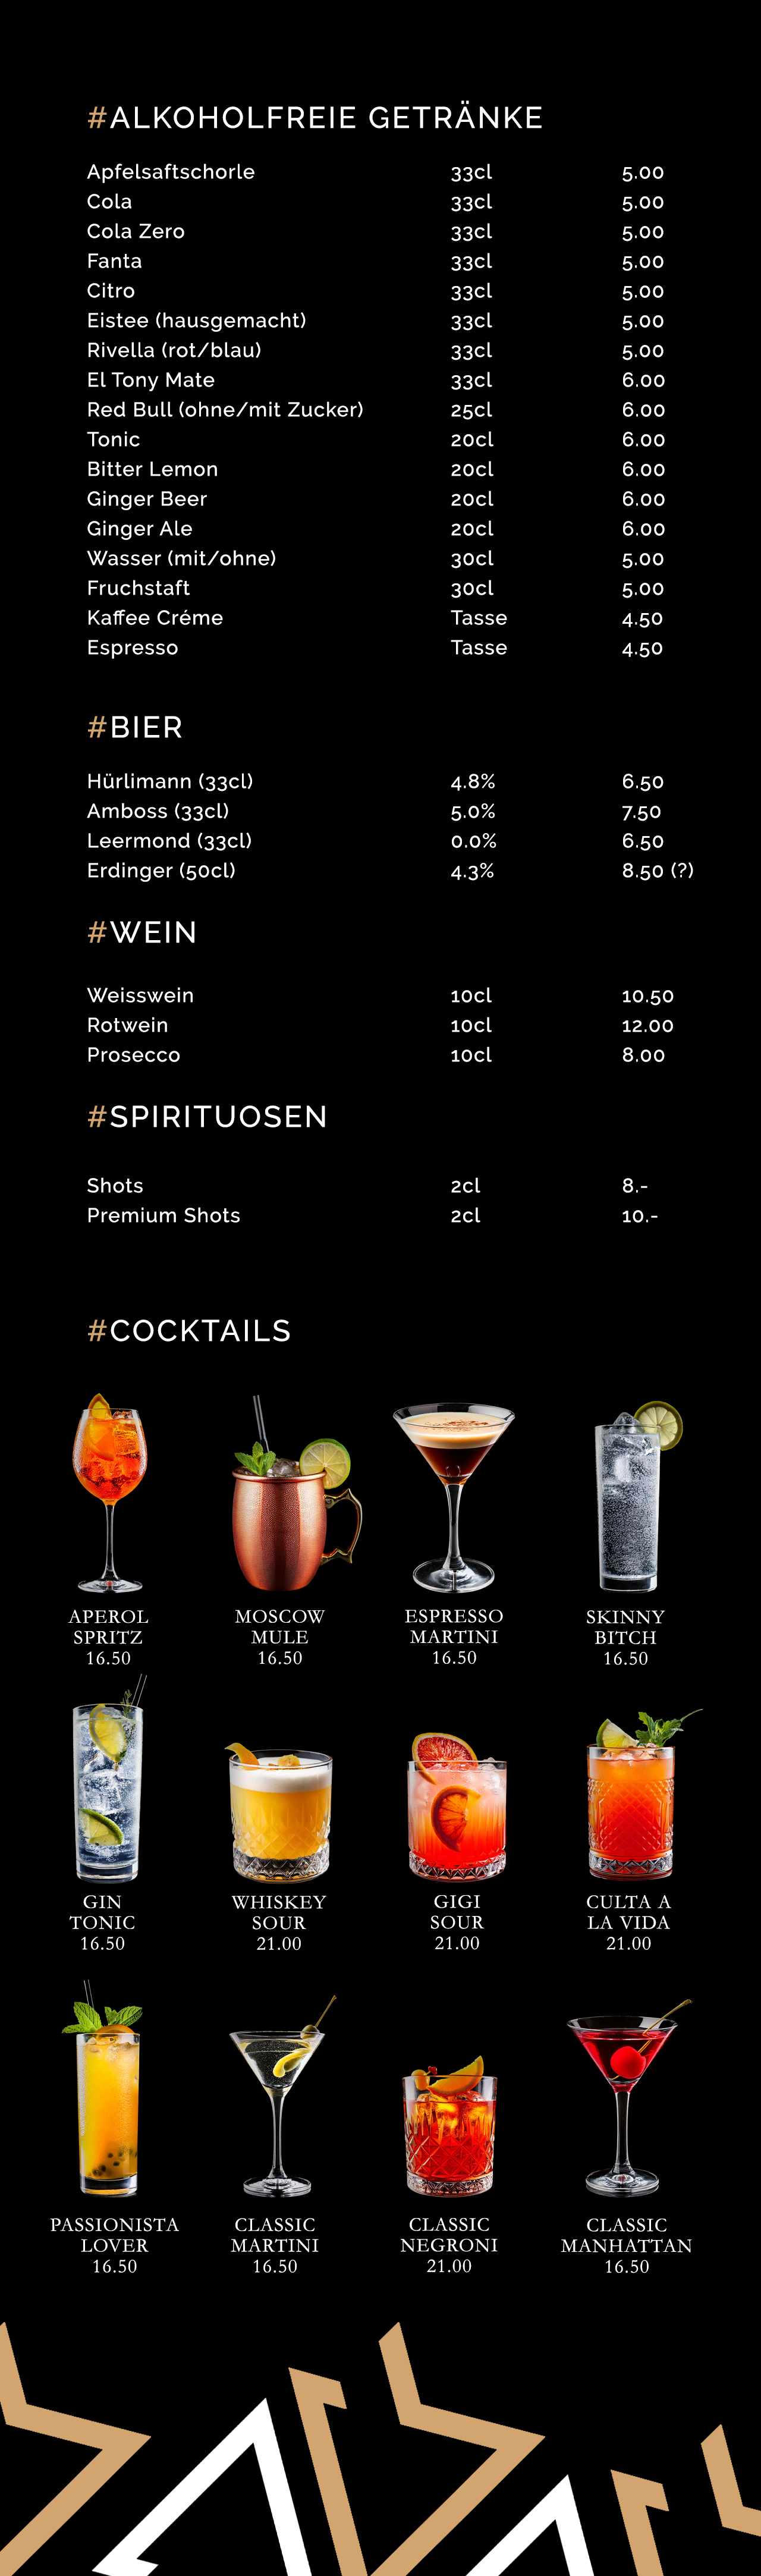 #ALKOHOLFREIE GETRÄNKE
Apfelsaftschorle 33cl 5.00
Cola 33cl 5.00
Cola Zero 33cl 5.00
Fanta 33cl 5.00
Citro 33cl 5.00
Eistee (hausgemacht) 33cl 5.00
Rivella (rot/blau) 33cl 5.00
El Tony Mate 33cl 6.00
Red Bull (ohne/mit Zucker) 25cl 6.00
Tonic 20cl 6.00
Bitter Lemon 20cl 6.00
Ginger Beer 20cl 6.00
Ginger Ale 20cl 6.00
Wasser (mit/ohne) 30cl 5.00
Fruchstaft 30cl 5.00
Kaffee Créme Tasse 4.50
Espresso Tasse 4.50
#BIER
Hürlimann (33cl) 4.8% 6.50
Amboss (33cl) 5.0% 7.50
Leermond (33cl) 0.0% 6.50
Erdinger (50cl) 4.3% 8.50 (?)
#WEIN
Weisswein 10cl 10.50
Rotwein 10cl 12.00
Prosecco 10cl 8.00
#SPIRITUOSEN
Shots 2cl 8.-
Premium Shots 2cl 10.-
#COCKTAILS
APEROL
SPRITZ
16.50
MOSCOW
MULE
16.50
ESPRESSO
MARTINI
16.50
SKINNY
BITCH
16.50
GIN
TONIC
16.50
WHISKEY
SOUR
21.00
GIGI
SOUR
21.00
CULTA A
LA VIDA
21.00
PASSIONISTA
LOVER
16.50
CLASSIC
MARTINI
16.50
CLASSIC
NEGRONI
21.00
CLASSIC
MANHATTAN
16.50